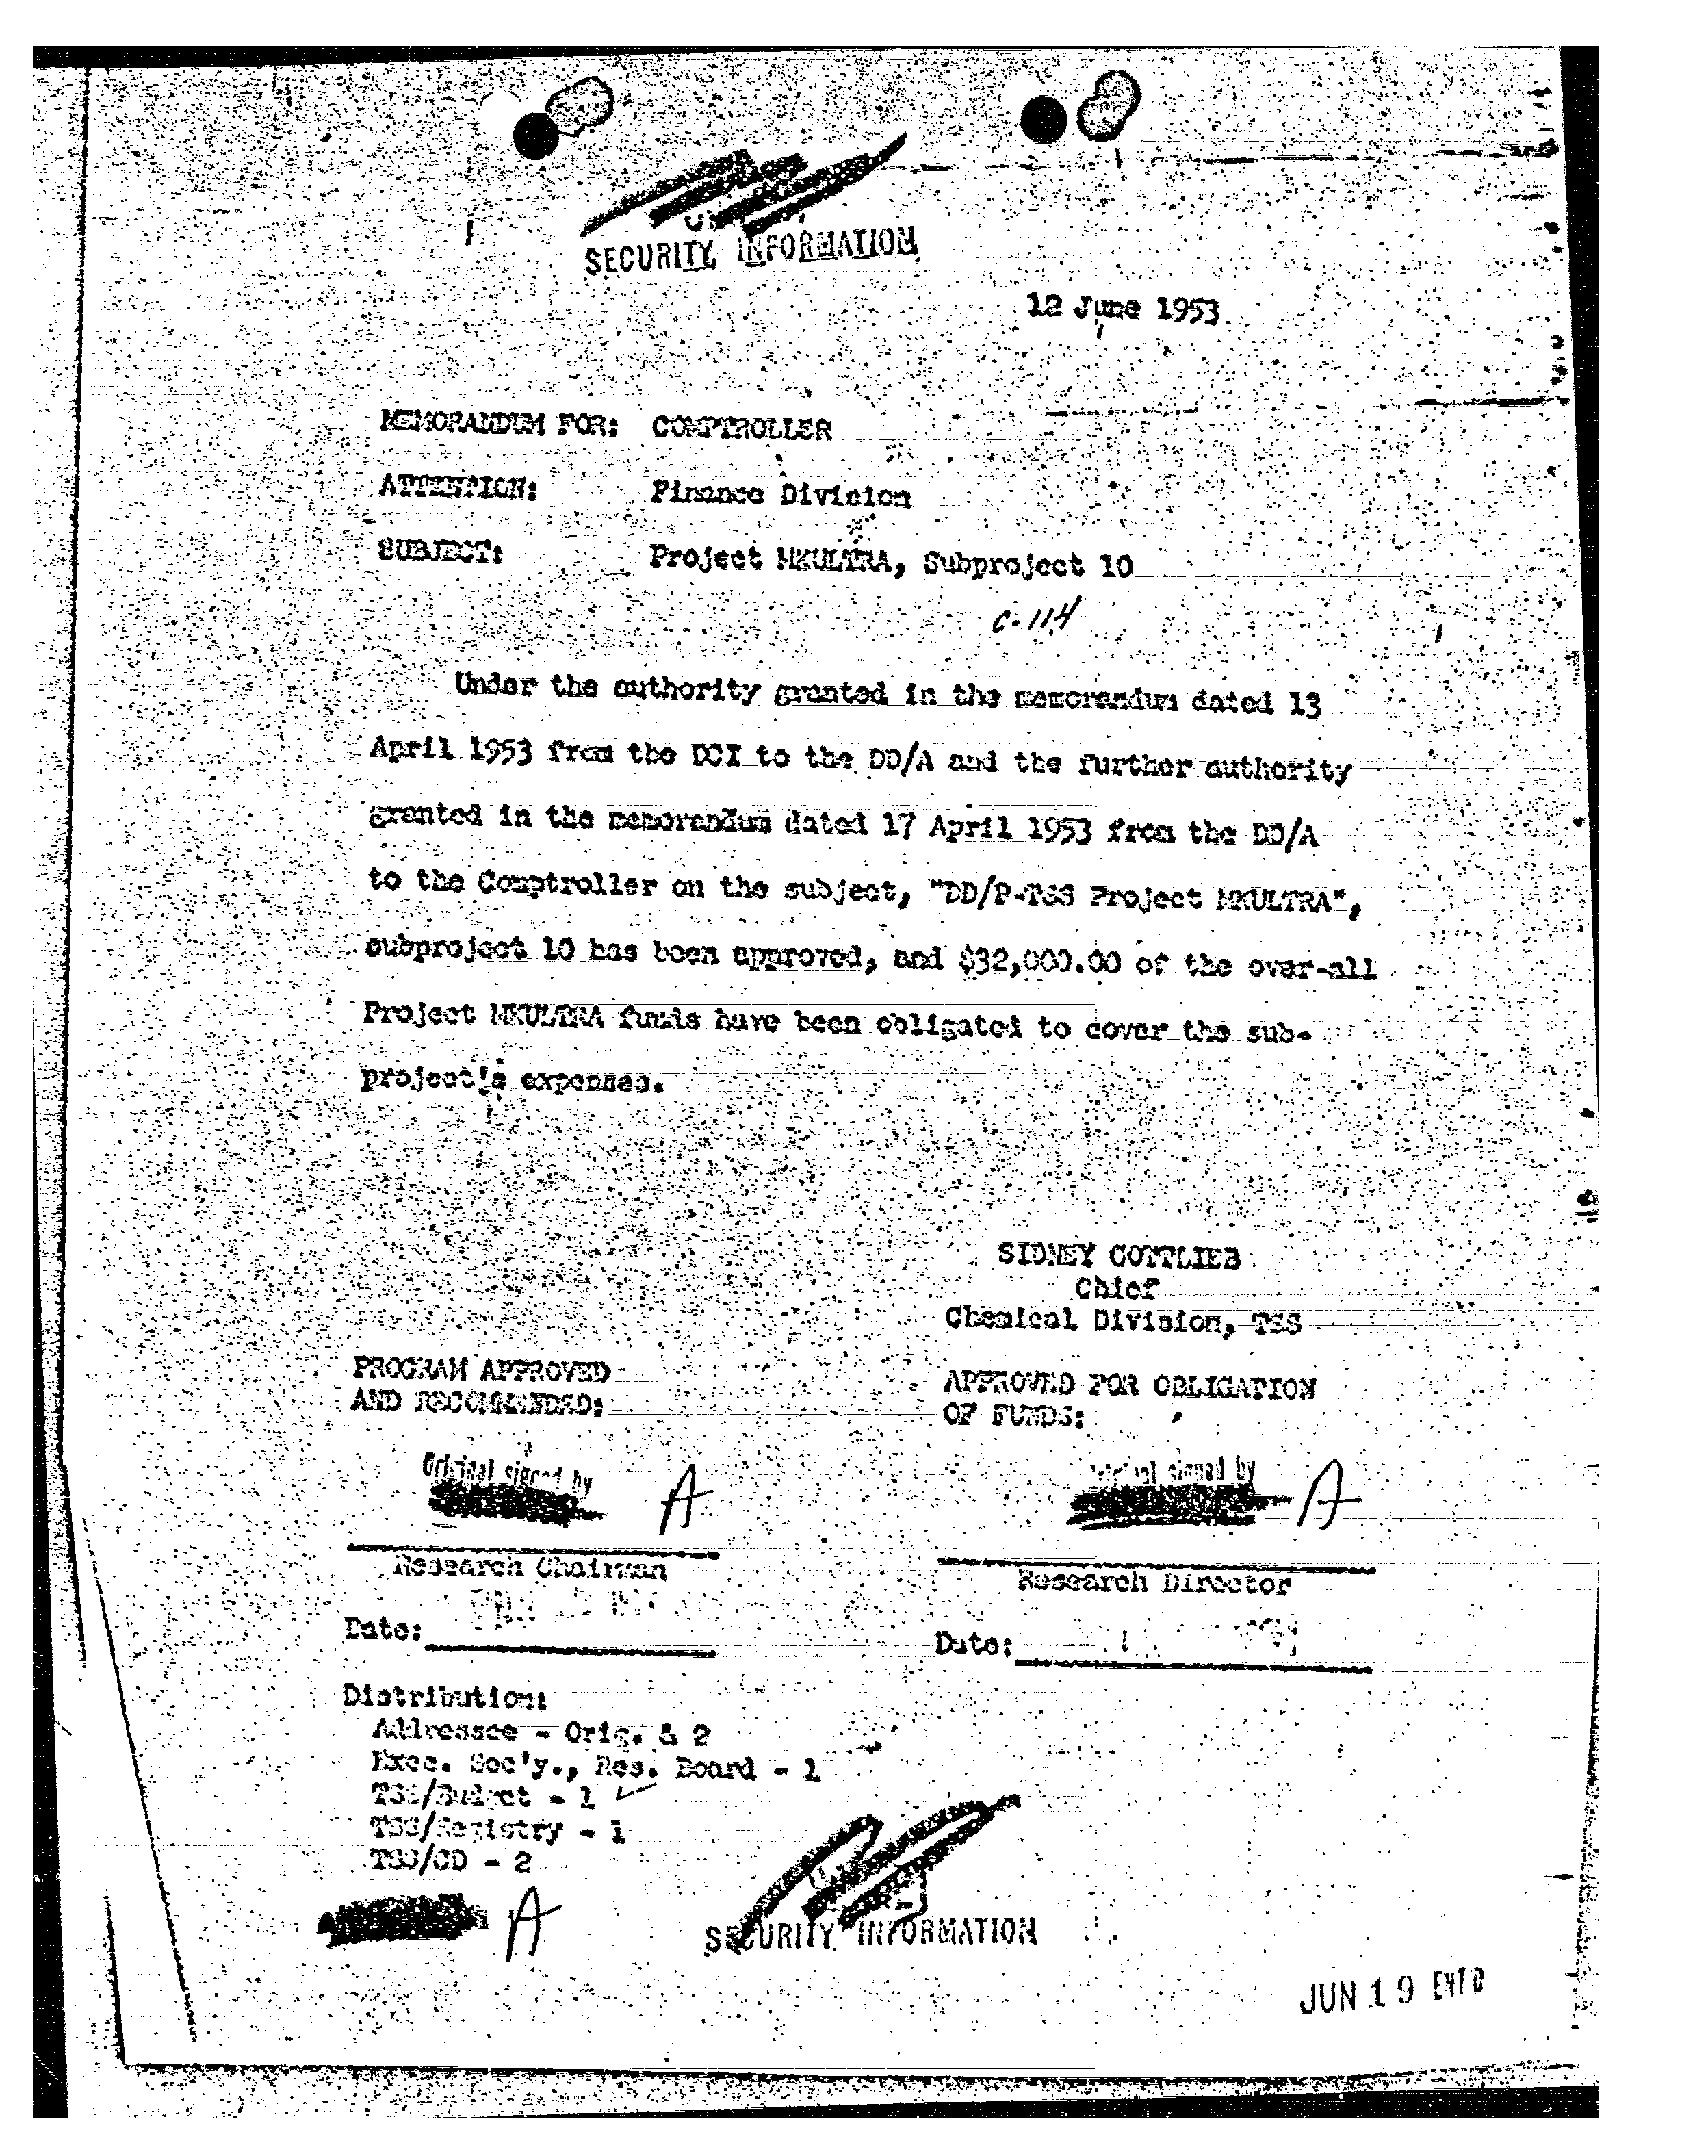 SECURITY INFORMATION
12 June 1953
MEMORANDUM FOR: COMPTROLLER
ATTENTION: Finance Division
SUBJECT: Project MKULTRA, Subproject 10
C-114
Under the authority granted in the memorandum dated 13
April 1953 from the DCI to the DD/A and the further authority
granted in the memorandum dated 17 April 1953 from the DD/A
to the Comptroller on the subject, "DD/P-TSS Project MKULTRA",
subproject 10 has been approved, and $32,000.00 of the over-all
Project MKULTRA funds have been obligated to cover the sub-
project's expenses.
SIDNEY GOTTLIEB
Chief
Chemical Division, TSS
PROGRAM APPROVED
AND RECOMMENDED:
APPROVED FOR OBLIGATION
OF FUNDS:
Original signed by
A
Original signed by
A
Research Chairman
Research Director
Date:
Date:
Distribution:
Addressee - Orig. & 2
Exec. Sec'y., Res. Board - 1
TSS/Budget - 1
TSS/Registry - 1
TSS/CD - 2
A
SECURITY INFORMATION
JUN 19 ENT'D